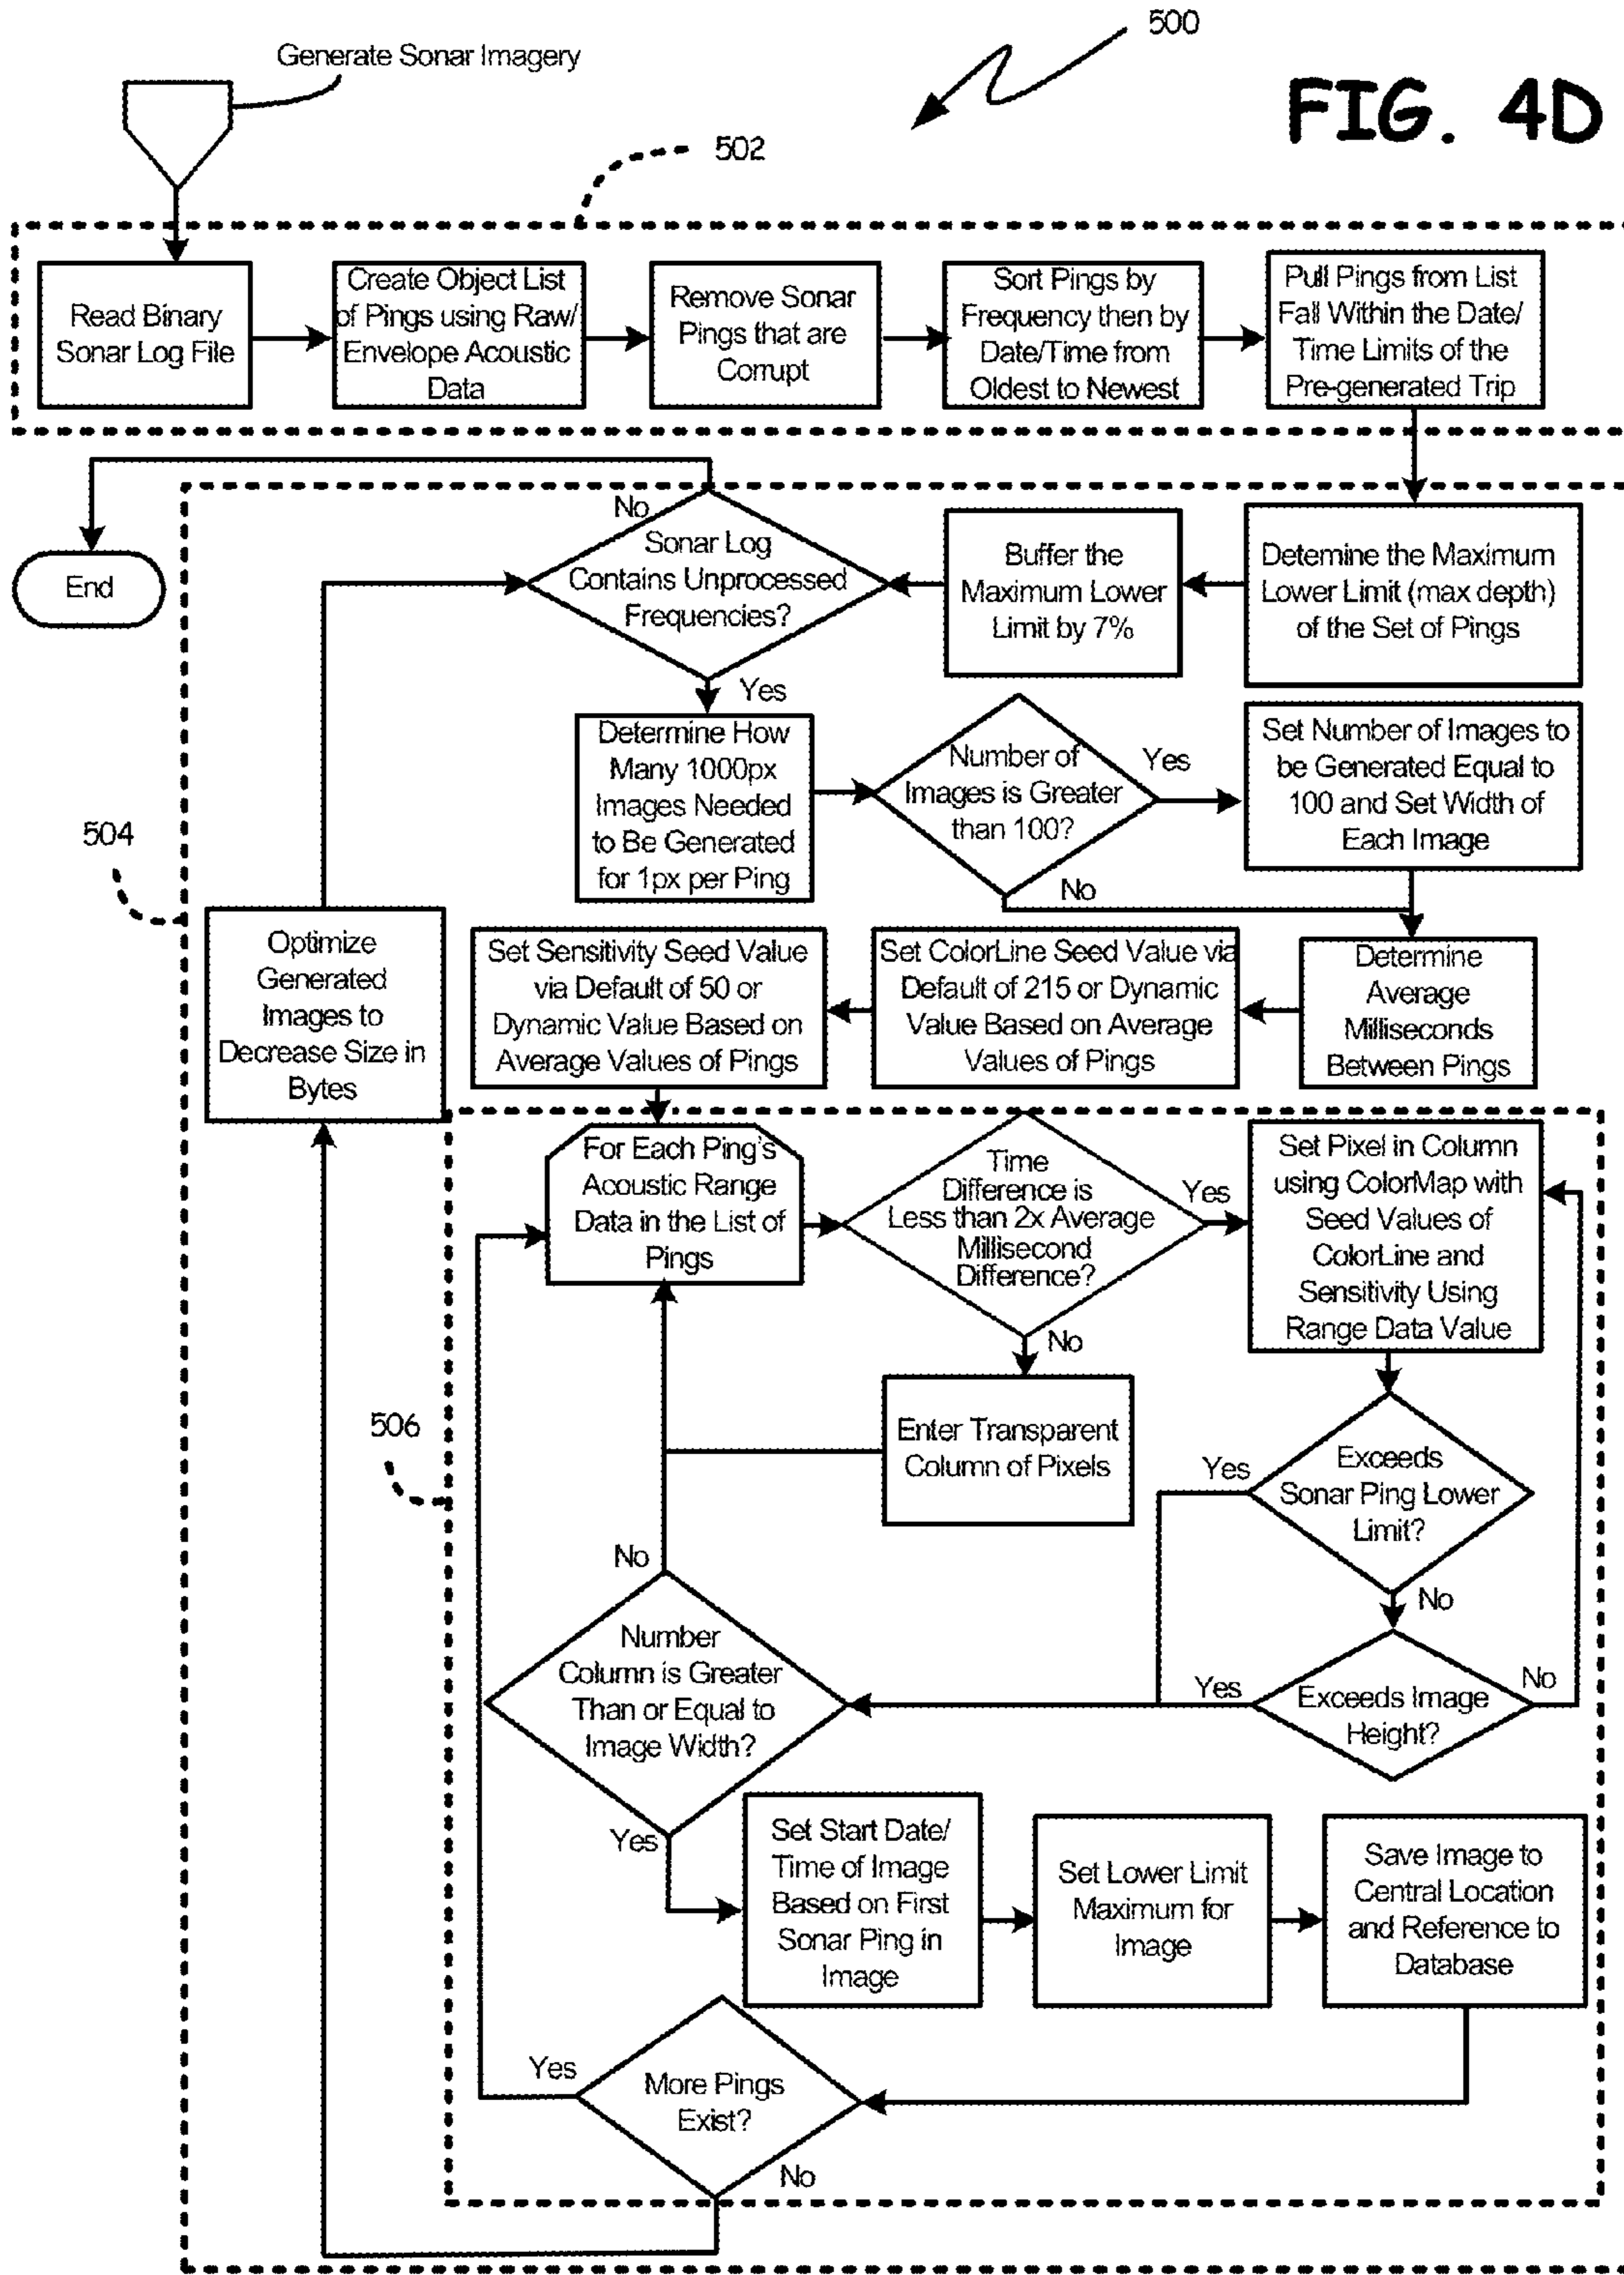 Generate Sonar Imagery
500
FIG. 4D
502
Read Binary
Sonar Log File
Create Object List
of Pings using Raw/
Envelope Acoustic
Data
Remove Sonar
Pings that are
Corrupt
Sort Pings by
Frequency then by
Date/Time from
Oldest to Newest
Pull Pings from List
Fall Within the Date/
Time Limits of the
Pre-generated Trip
End
No
Sonar Log
Contains Unprocessed
Frequencies?
Buffer the
Maximum Lower
Limit by 7%
Detemine the Maximum
Lower Limit (max depth)
of the Set of Pings
Yes
Determine How
Many 1000px
Images Needed
to Be Generated
for 1px per Ping
Number of
Images is Greater
than 100?
Yes
No
Set Number of Images to
be Generated Equal to
100 and Set Width of
Each Image
504
Optimize
Generated
Images to
Decrease Size in
Bytes
Set Sensitivity Seed Value
via Default of 50 or
Dynamic Value Based on
Average Values of Pings
Set ColorLine Seed Value via
Default of 215 or Dynamic
Value Based on Average
Values of Pings
Determine
Average
Milliseconds
Between Pings
For Each Ping's
Acoustic Range
Data in the List of
Pings
Time
Difference is
Less than 2x Average
Millisecond
Difference?
Yes
No
Set Pixel in Column
using ColorMap with
Seed Values of
ColorLine and
Sensitivity Using
Range Data Value
506
Enter Transparent
Column of Pixels
Yes
Exceeds
Sonar Ping Lower
Limit?
No
No
Number
Column is Greater
Than or Equal to
Image Width?
Yes
Yes
Exceeds Image
Height?
No
Set Start Date/
Time of Image
Based on First
Sonar Ping in
Image
Set Lower Limit
Maximum for
Image
Save Image to
Central Location
and Reference to
Database
Yes
More Pings
Exist?
No